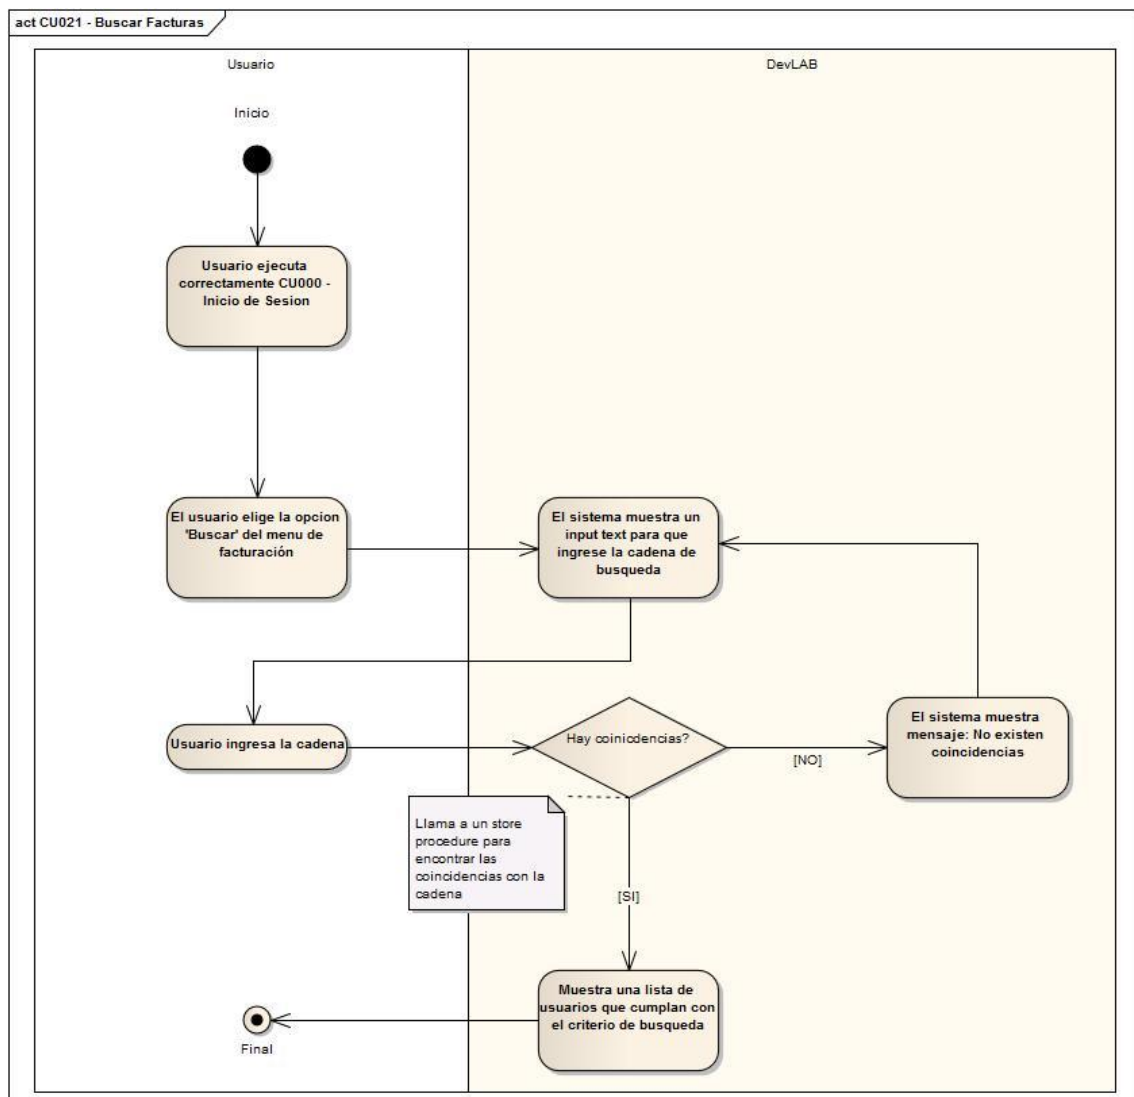 act CU021 - Buscar Facturas
Usuario
DevLAB
Inicio
Usuario ejecuta
correctamente CU000 -
Inicio de Sesion
El usuario elige la opcion
'Buscar' del menu de
facturación
El sistema muestra un
input text para que
ingrese la cadena de
busqueda
Usuario ingresa la cadena
Hay coinicdencias?
[NO]
El sistema muestra
mensaje: No existen
coincidencias
Llama a un store
procedure para
encontrar las
coincidencias con la
cadena
[SI]
Muestra una lista de
usuarios que cumplan con
el criterio de busqueda
Final